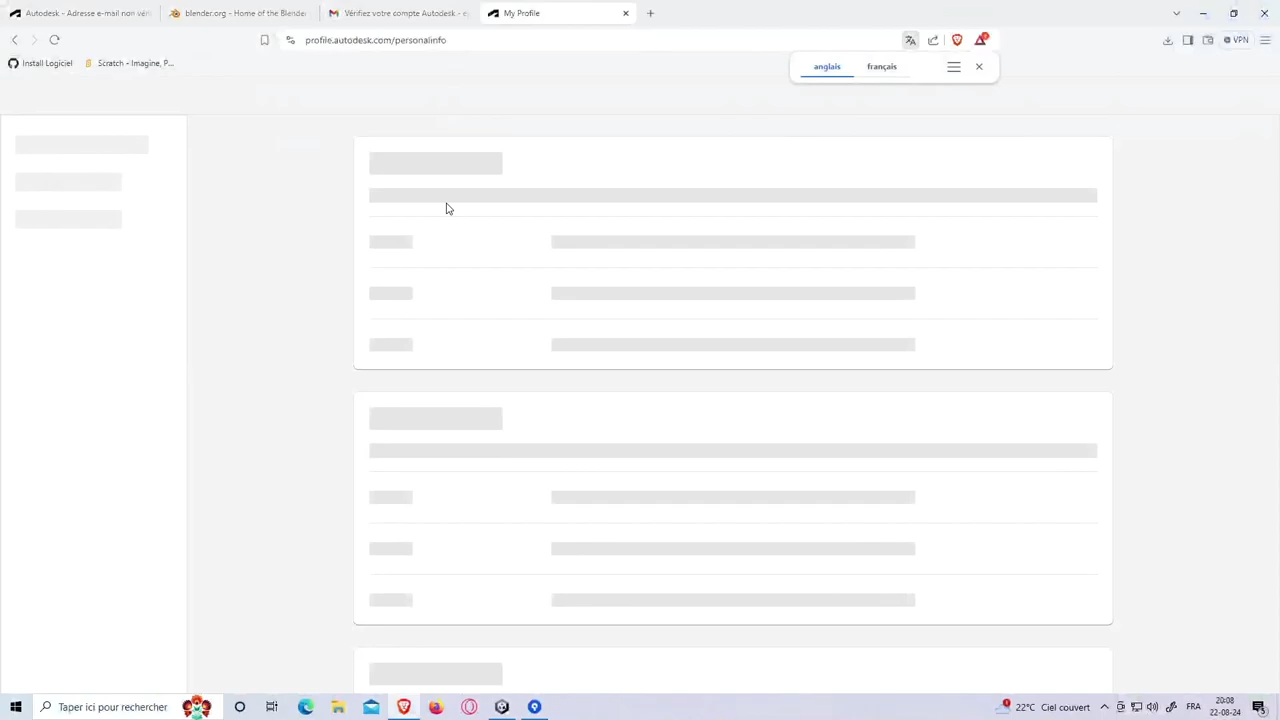 Autodesk - Adresse e-mail non véri
blender.org - Home of the Blender
Vérifiez votre compte Autodesk - e
My Profile
profile.autodesk.com/personalinfo
VPN
Install Logiciel
Scratch - Imagine, P...
anglais
français
Taper ici pour rechercher
22°C Ciel couvert
FRA
20:08
22-08-24